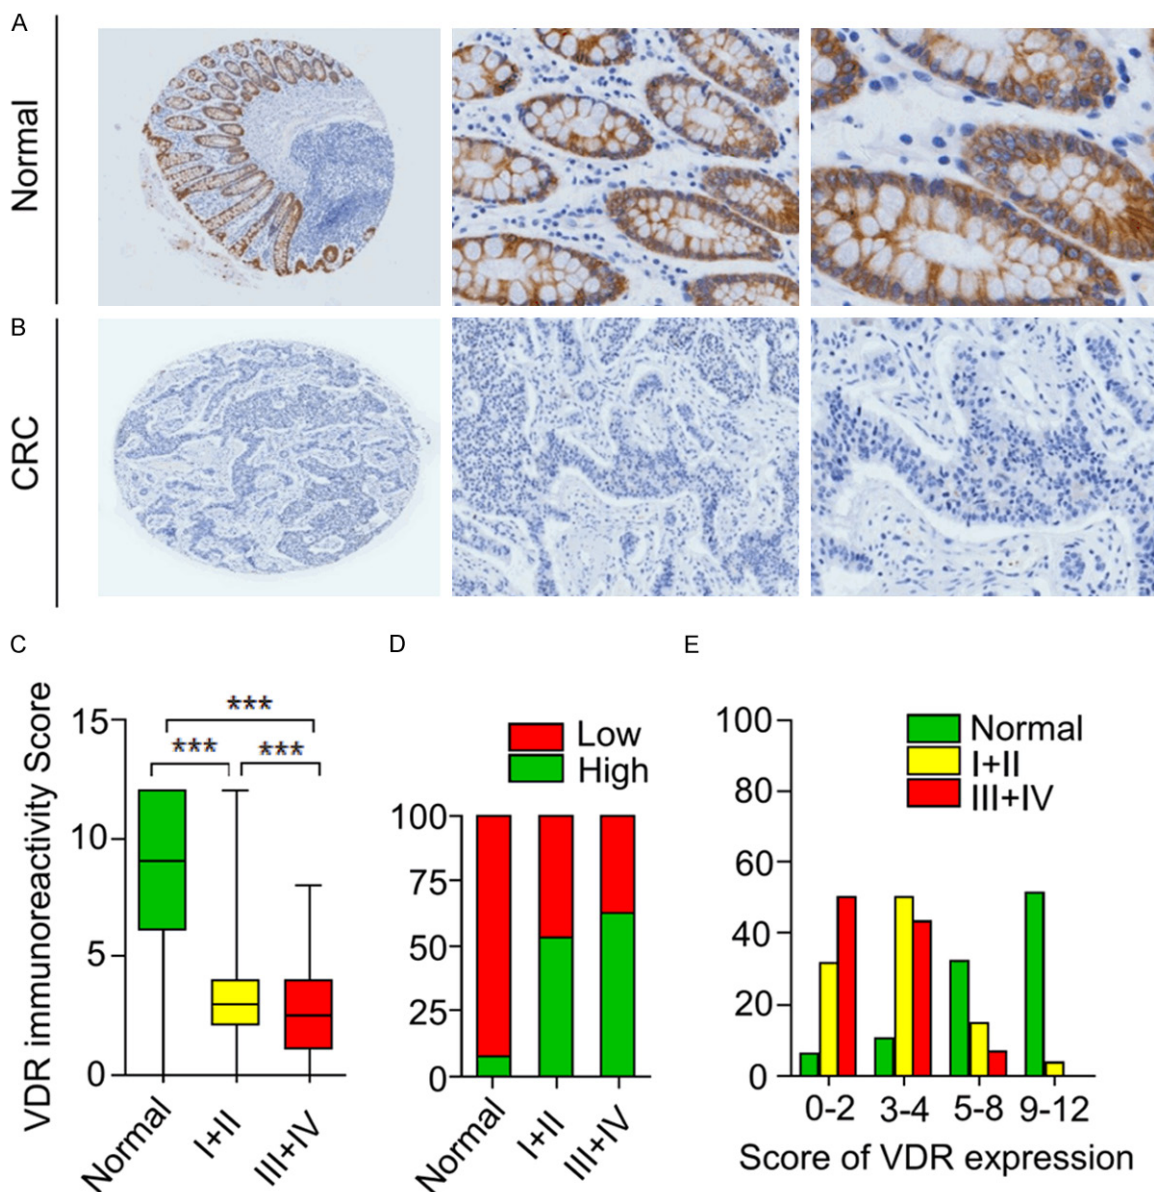 A
Normal
B
CRC
C
VDR immunoreactivity Score
15
10
5
0
***
***
***
Normal
I+II
III+IV
D
Low
High
100
75
50
25
0
Normal
I+II
III+IV
E
100
80
60
40
20
0
Normal
I+II
III+IV
0-2
3-4
5-8
9-12
Score of VDR expression